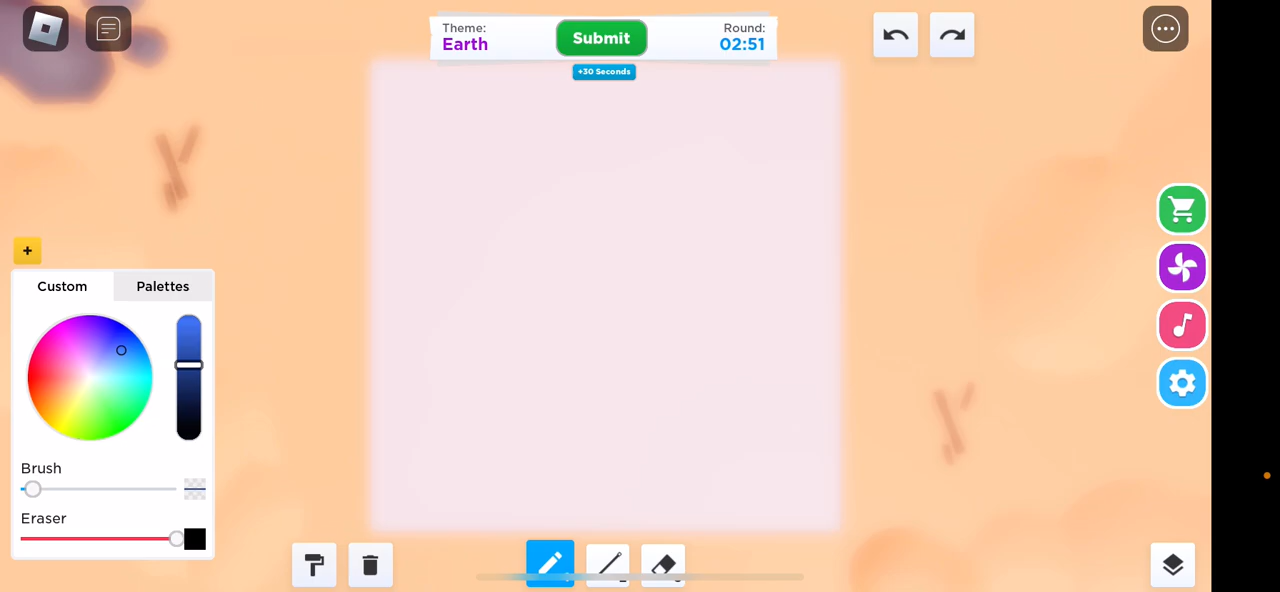 Theme:
Earth
Submit
Round:
02:51
+30 Seconds
+
Custom
Palettes
Brush
Eraser